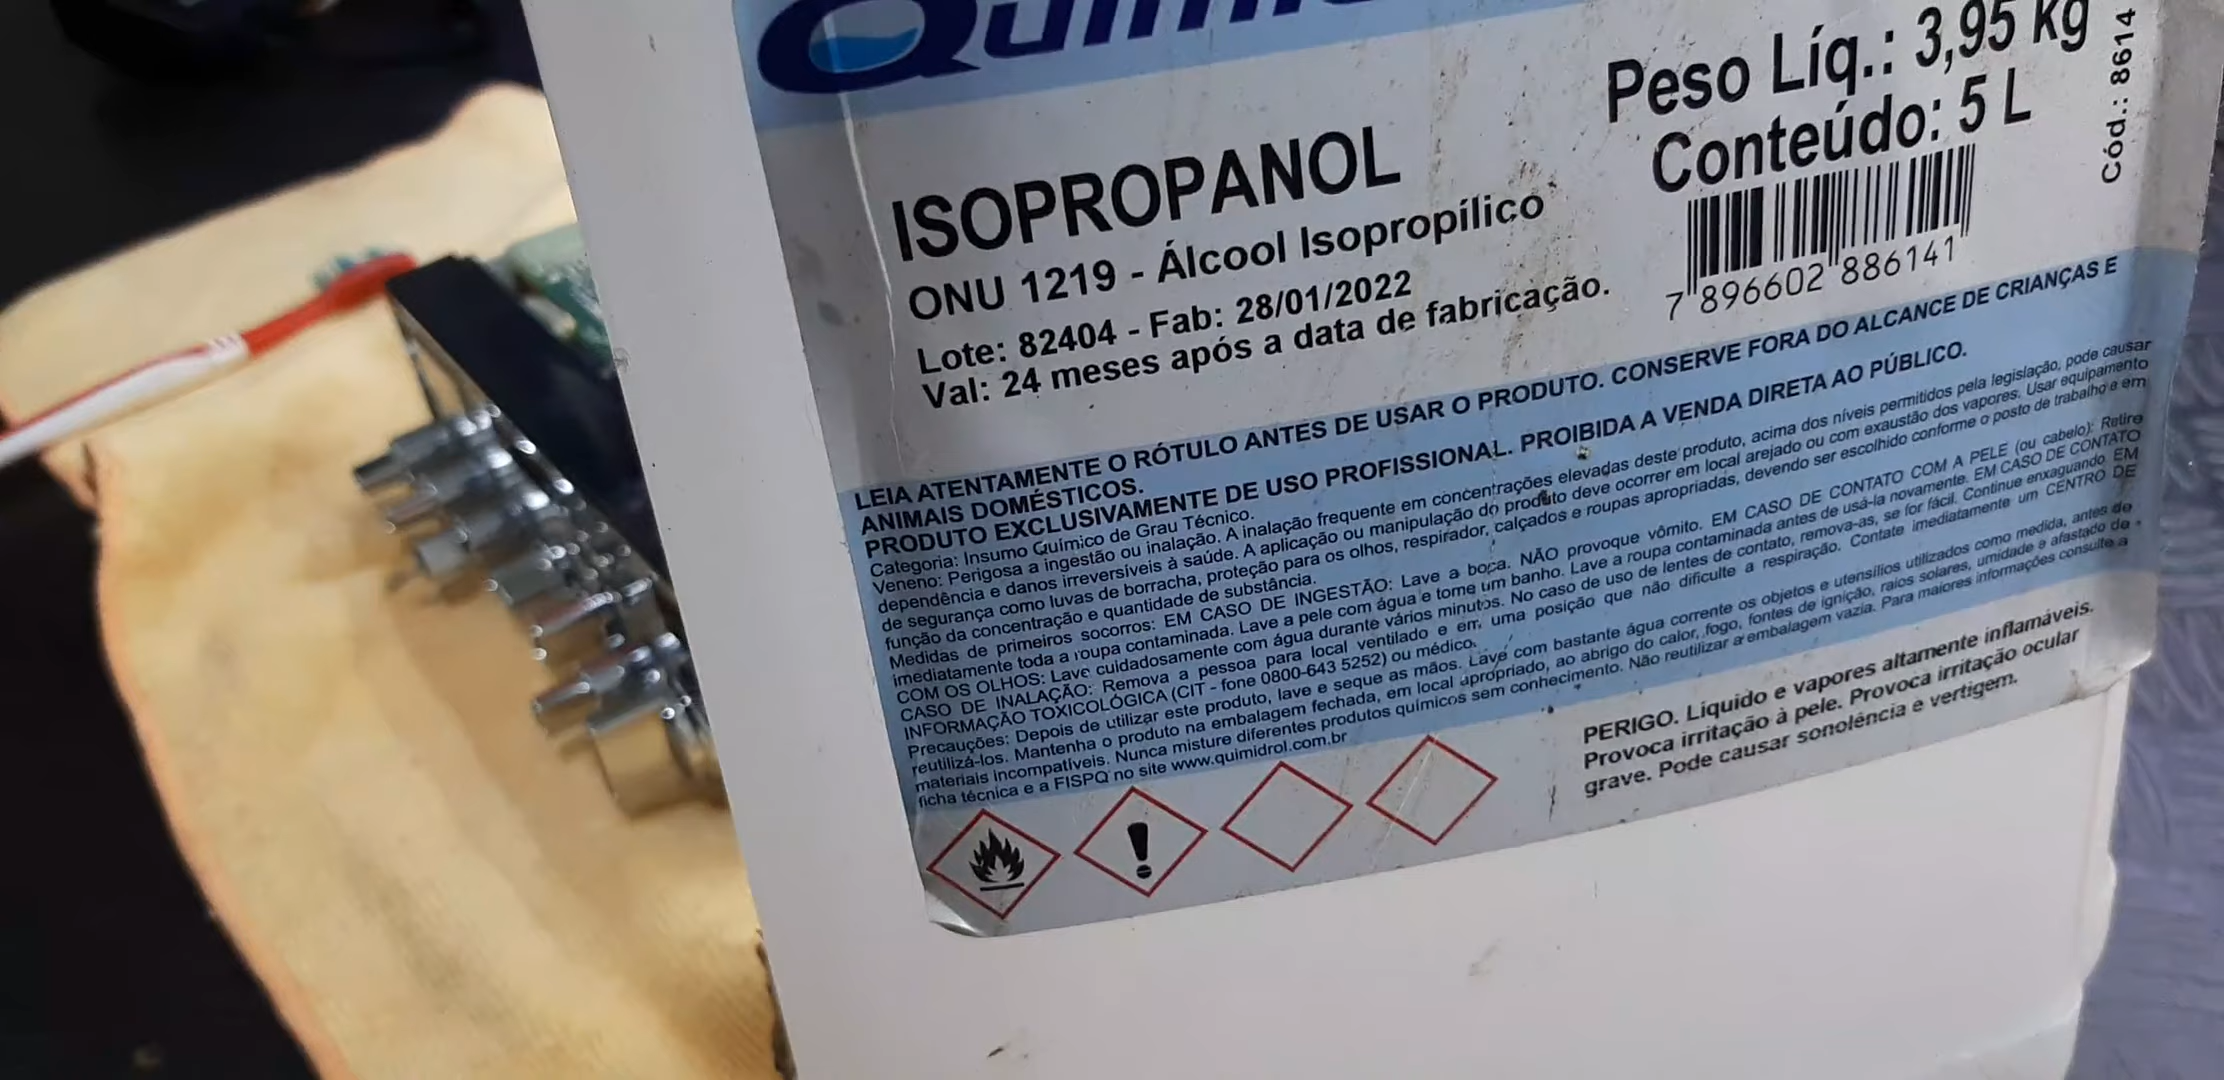 Peso Líq.: 3,95 kg
Conteúdo: 5 L
Cód.: 8614
ISOPROPANOL
ONU 1219 - Álcool Isopropílico
Lote: 82404 - Fab: 28/01/2022
Val: 24 meses após a data de fabricação.
7 896602 886141
LEIA ATENTAMENTE O RÓTULO ANTES DE USAR O PRODUTO. CONSERVE FORA DO ALCANCE DE CRIANÇAS E
ANIMAIS DOMÉSTICOS.
PRODUTO EXCLUSIVAMENTE DE USO PROFISSIONAL. PROIBIDA A VENDA DIRETA AO PÚBLICO.
Categoria: Insumo Químico de Grau Técnico.
Veneno: Perigosa a ingestão ou inalação. A inalação frequente em concentrações elevadas deste produto, acima dos níveis permitidos pela legislação, pode causar
dependência e danos irreversíveis à saúde. A aplicação ou manipulação do produto deve ocorrer em local arejado ou com exaustão dos vapores. Usar equipamento
de segurança como luvas de borracha, proteção para os olhos, respirador, calçados e roupas apropriadas, devendo ser escolhido conforme o posto de trabalho e em
função da concentração e quantidade de substância.
Medidas de primeiros socorros: EM CASO DE INGESTÃO: Lave a boca. NÃO provoque vômito. EM CASO DE CONTATO COM A PELE (ou cabelo): Retire
imediatamente toda a roupa contaminada. Lave a pele com água e tome um banho. Lave a roupa contaminada antes de usá-la novamente. EM CASO DE CONTATO
COM OS OLHOS: Lave cuidadosamente com água durante vários minutos. No caso de uso de lentes de contato, remova-as, se for fácil. Continue enxaguando. EM
CASO DE INALAÇÃO: Remova a pessoa para local ventilado e em uma posição que não dificulte a respiração. Contate imediatamente um CENTRO DE
INFORMAÇÃO TOXICOLÓGICA (CIT - fone 0800-643 5252) ou médico.
Precauções: Depois de utilizar este produto, lave e seque as mãos. Lave com bastante água corrente os objetos e utensílios utilizados como medida, antes de
reutilizá-los. Mantenha o produto na embalagem fechada, em local apropriado, ao abrigo do calor, fogo, fontes de ignição, raios solares, umidade e afastado de
materiais incompatíveis. Nunca misture diferentes produtos químicos sem conhecimento. Não reutilizar a embalagem vazia. Para maiores informações consulte a
ficha técnica e a FISPQ no site www.quimidrol.com.br
PERIGO. Líquido e vapores altamente inflamáveis.
Provoca irritação à pele. Provoca irritação ocular
grave. Pode causar sonolência e vertigem.